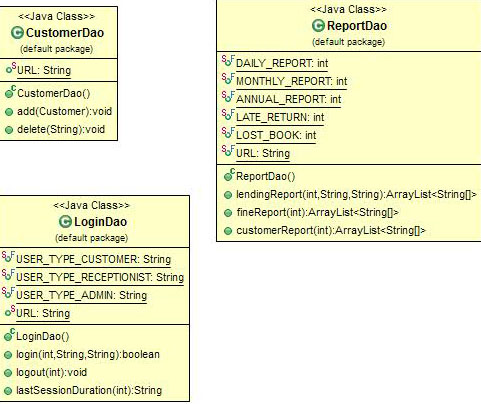 <<Java Class>>
CustomerDao
(default package)
URL: String
CustomerDao()
add(Customer):void
delete(String):void
<<Java Class>>
ReportDao
(default package)
DAILY_REPORT: int
MONTHLY_REPORT: int
ANNUAL_REPORT: int
LATE_RETURN: int
LOST_BOOK: int
URL: String
ReportDao()
lendingReport(int,String,String):ArrayList<String[]>
fineReport(int):ArrayList<String[]>
customerReport(int):ArrayList<String[]>
<<Java Class>>
LoginDao
(default package)
USER_TYPE_CUSTOMER: String
USER_TYPE_RECEPTIONIST: String
USER_TYPE_ADMIN: String
URL: String
LoginDao()
login(int,String,String):boolean
logout(int):void
lastSessionDuration(int):String